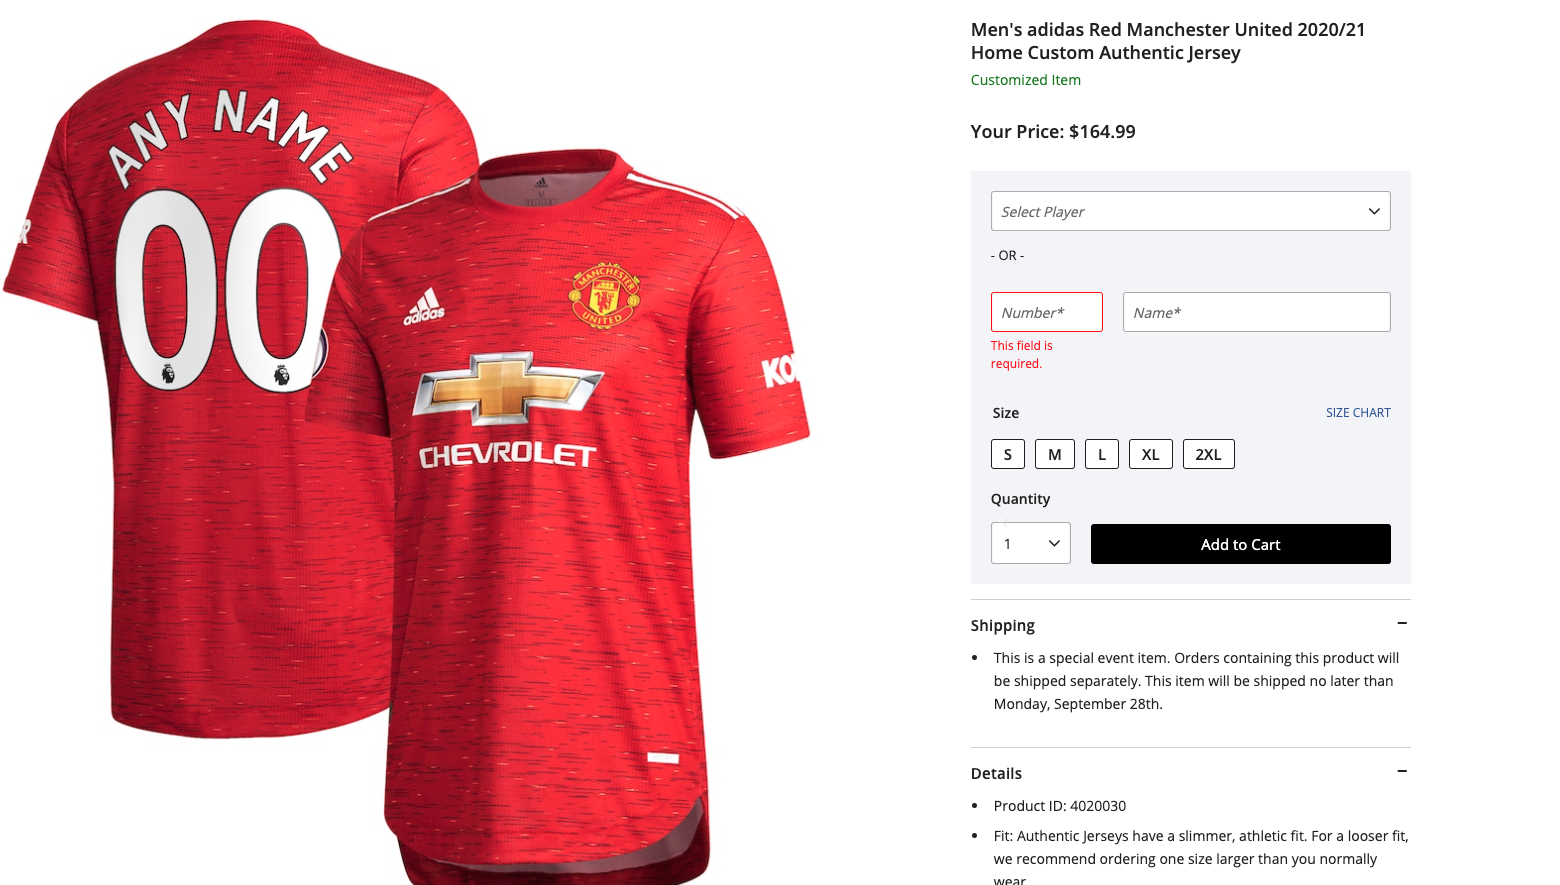 ANY NAME
00
adidas
MANCHESTER
UNITED
CHEVROLET
Men's adidas Red Manchester United 2020/21
Home Custom Authentic Jersey
Customized Item
Your Price: $164.99
Select Player
- OR -
Number*
Name*
This field is
required.
Size
SIZE CHART
S
M
L
XL
2XL
Quantity
1
Add to Cart
Shipping
• This is a special event item. Orders containing this product will
be shipped separately. This item will be shipped no later than
Monday, September 28th.
Details
• Product ID: 4020030
• Fit: Authentic Jerseys have a slimmer, athletic fit. For a looser fit,
we recommend ordering one size larger than you normally
wear